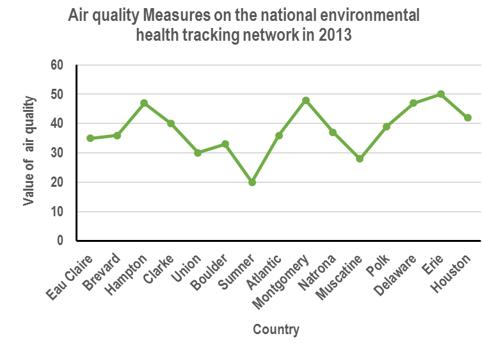 Air quality Measures on the national environmental
health tracking network in 2013
Value of air quality
60
50
40
30
20
10
0
Eau Claire
Brevard
Hampton
Clarke
Union
Boulder
Sumner
Atlantic
Montgomery
Natrona
Muscatine
Polk
Delaware
Erie
Houston
Country